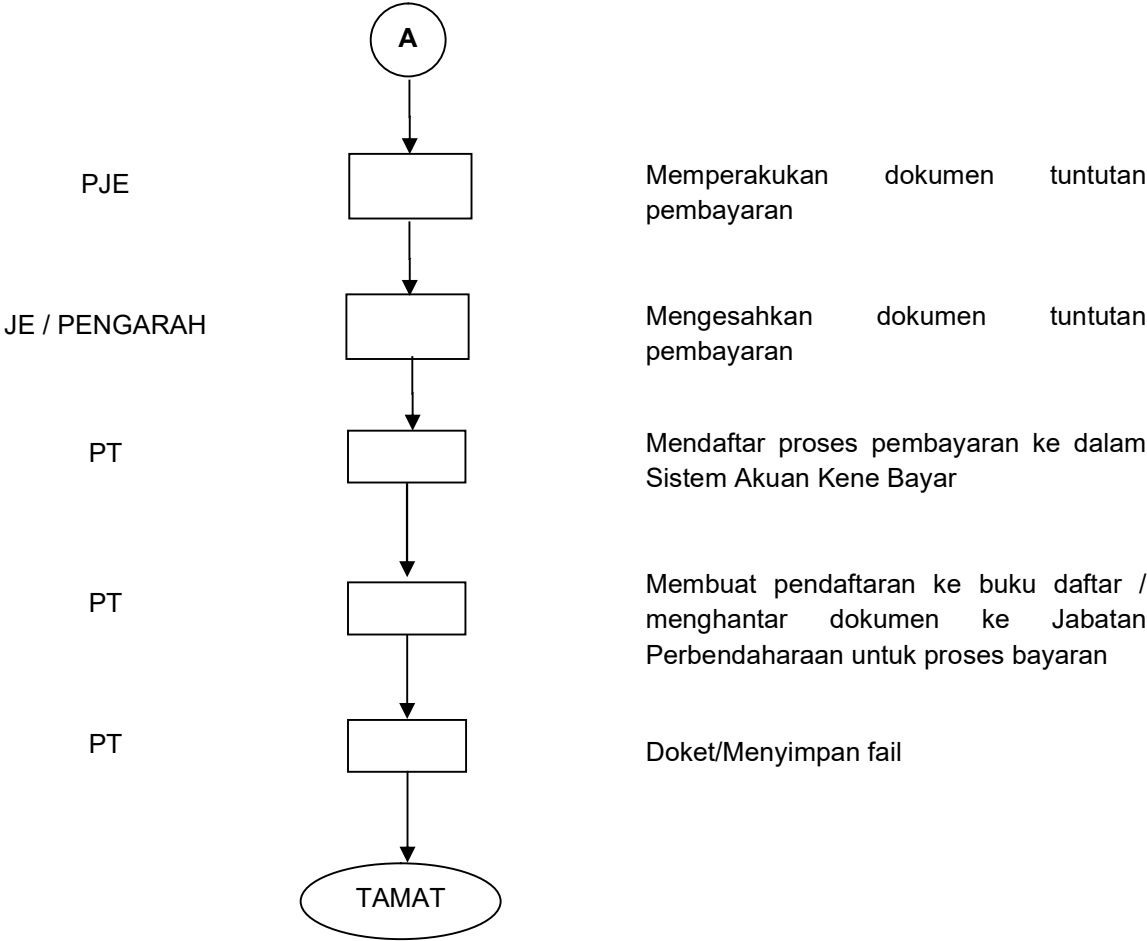 A
PJE
Memperakukan dokumen tuntutan
pembayaran
JE / PENGARAH
Mengesahkan dokumen tuntutan
pembayaran
PT
Mendaftar proses pembayaran ke dalam
Sistem Akuan Kene Bayar
PT
Membuat pendaftaran ke buku daftar /
menghantar dokumen ke Jabatan
Perbendaharaan untuk proses bayaran
PT
Doket/Menyimpan fail
TAMAT